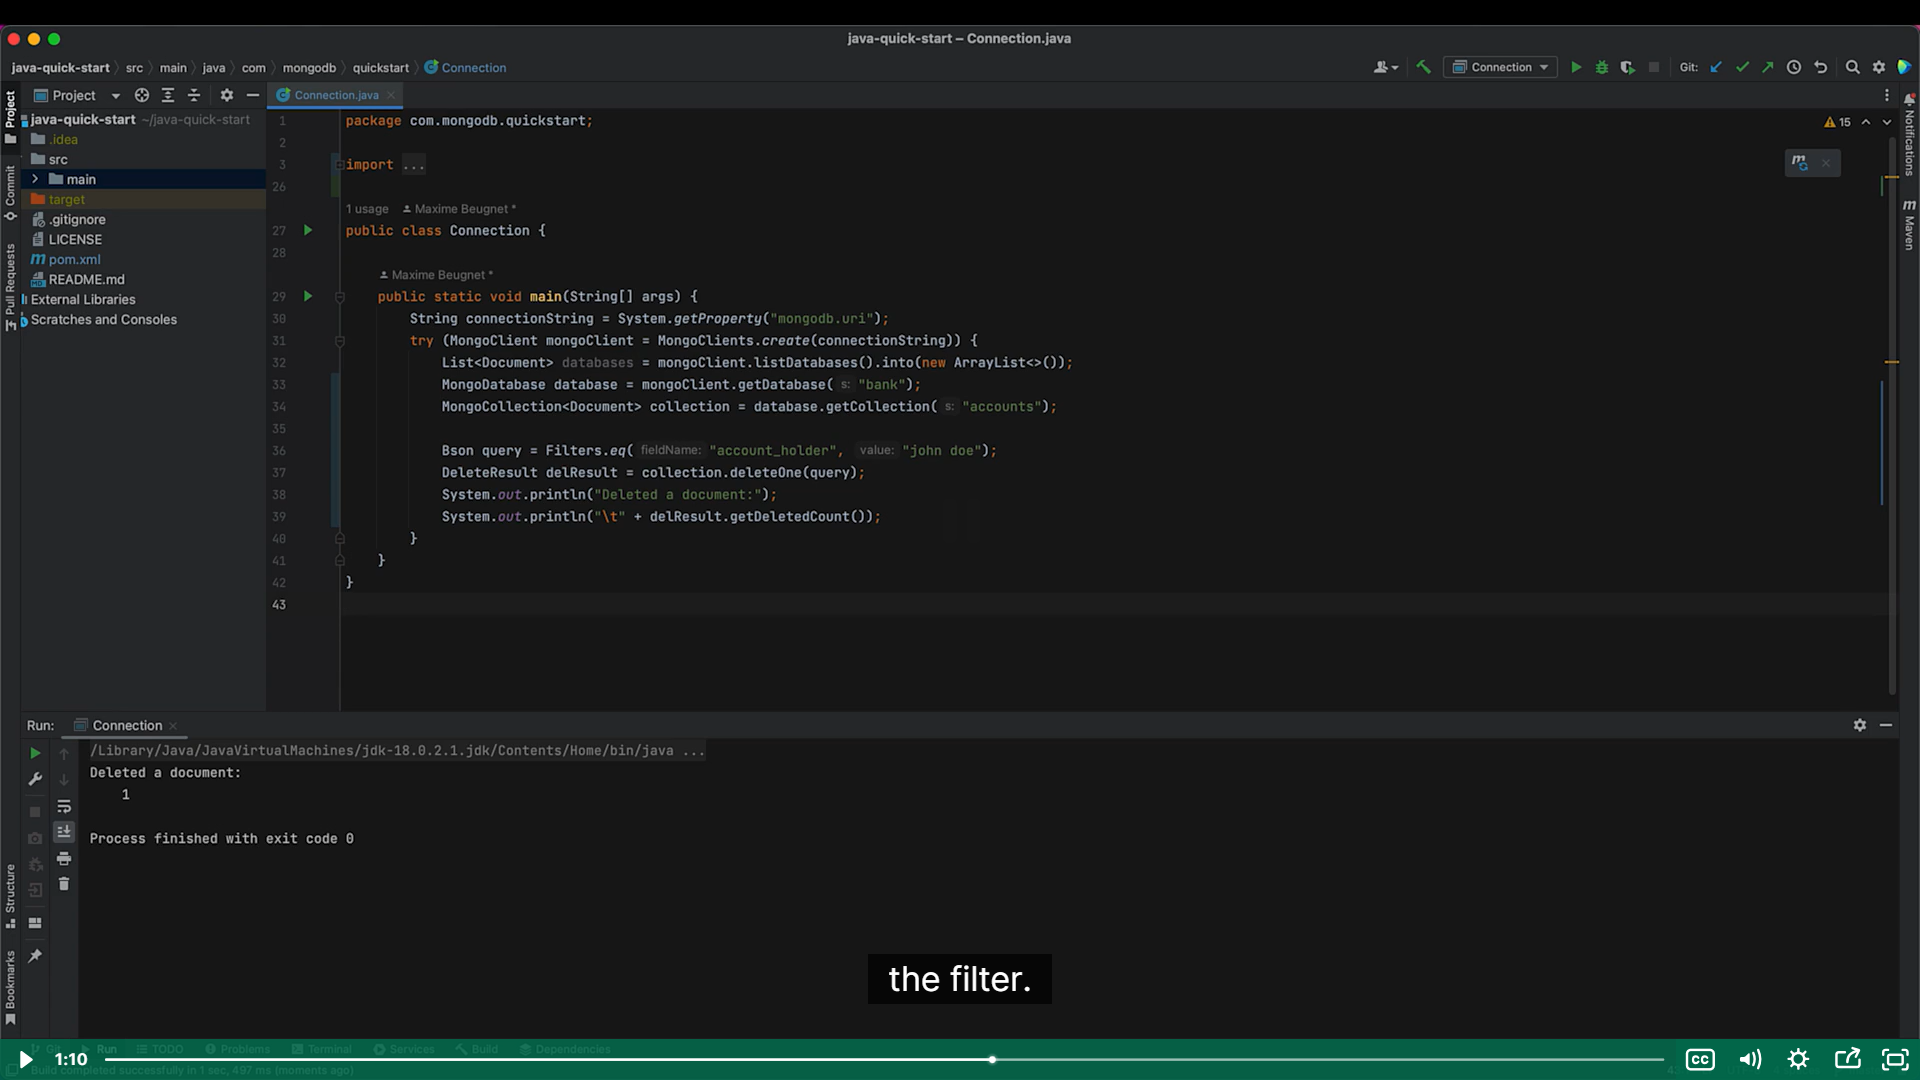 java-quick-start – Connection.java
java-quick-start src main java com mongodb quickstart Connection
Connection Git:
Project
Connection.java
java-quick-start ~/java-quick-start
.idea
src
main
target
.gitignore
LICENSE
pom.xml
README.md
External Libraries
Scratches and Consoles
Project
Commit
Pull Requests
Structure
Bookmarks
Notifications
Maven
15
1 package com.mongodb.quickstart;
2
3 import ...
26
1 usage Maxime Beugnet *
27 public class Connection {
28
Maxime Beugnet *
29 public static void main(String[] args) {
30 String connectionString = System.getProperty("mongodb.uri");
31 try (MongoClient mongoClient = MongoClients.create(connectionString)) {
32 List<Document> databases = mongoClient.listDatabases().into(new ArrayList<>());
33 MongoDatabase database = mongoClient.getDatabase( s: "bank");
34 MongoCollection<Document> collection = database.getCollection( s: "accounts");
35
36 Bson query = Filters.eq( fieldName: "account_holder", value: "john doe");
37 DeleteResult delResult = collection.deleteOne(query);
38 System.out.println("Deleted a document:");
39 System.out.println("\t" + delResult.getDeletedCount());
40 }
41 }
42 }
43
Run: Connection
/Library/Java/JavaVirtualMachines/jdk-18.0.2.1.jdk/Contents/Home/bin/java ...
Deleted a document:
1
Process finished with exit code 0
the filter.
Git Run TODO Problems Terminal Services Build Dependencies
1:10
CC
Build completed successfully in 1 sec, 497 ms (moments ago)